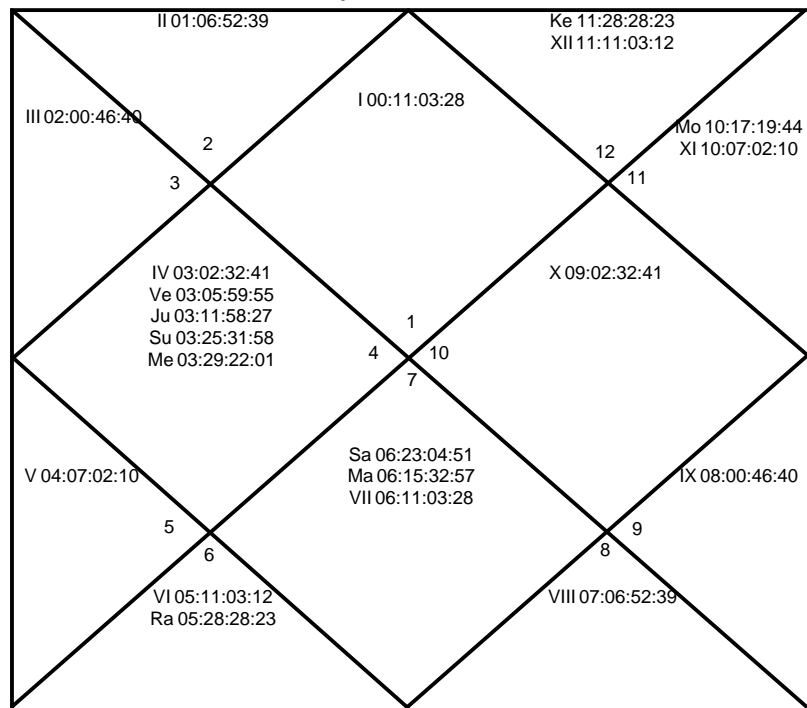 II 01:06:52:39
Ke 11:28:28:23
XII 11:11:03:12
I 00:11:03:28
III 02:00:46:40
Mo 10:17:19:44
XI 10:07:02:10
2
12
3
11
IV 03:02:32:41
Ve 03:05:59:55
Ju 03:11:58:27
Su 03:25:31:58
Me 03:29:22:01
X 09:02:32:41
1
4
10
7
Sa 06:23:04:51
Ma 06:15:32:57
VII 06:11:03:28
V 04:07:02:10
IX 08:00:46:40
5
9
6
8
VI 05:11:03:12
Ra 05:28:28:23
VIII 07:06:52:39